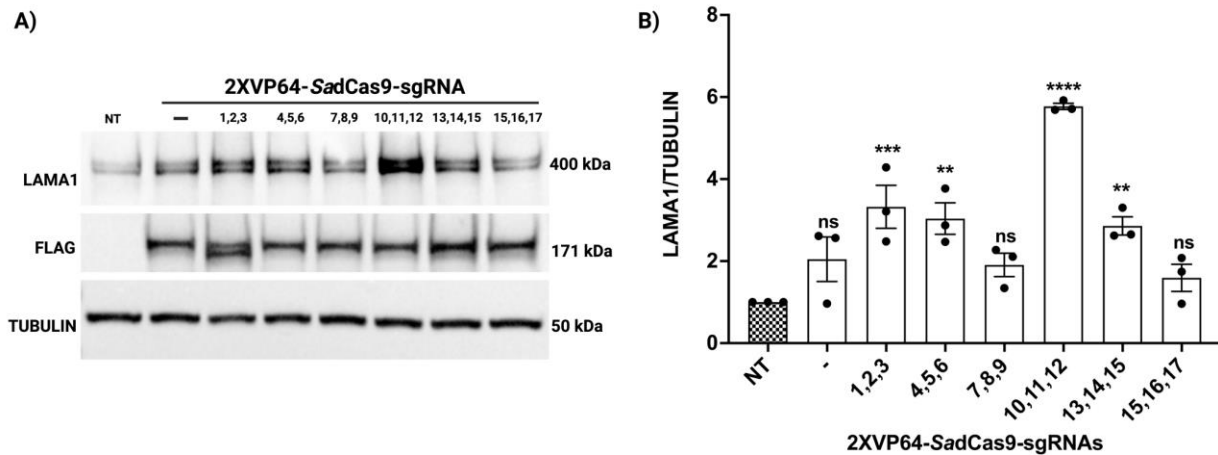 A)
2XVP64-SadCas9-sgRNA
NT – 1,2,3 4,5,6 7,8,9 10,11,12 13,14,15 15,16,17
LAMA1 400 kDa
FLAG 171 kDa
TUBULIN 50 kDa
B)
LAMA1/TUBULIN
8
6
4
2
0
ns
***
**
ns
****
**
ns
NT - 1,2,3 4,5,6 7,8,9 10,11,12 13,14,15 15,16,17
2XVP64-SadCas9-sgRNAs